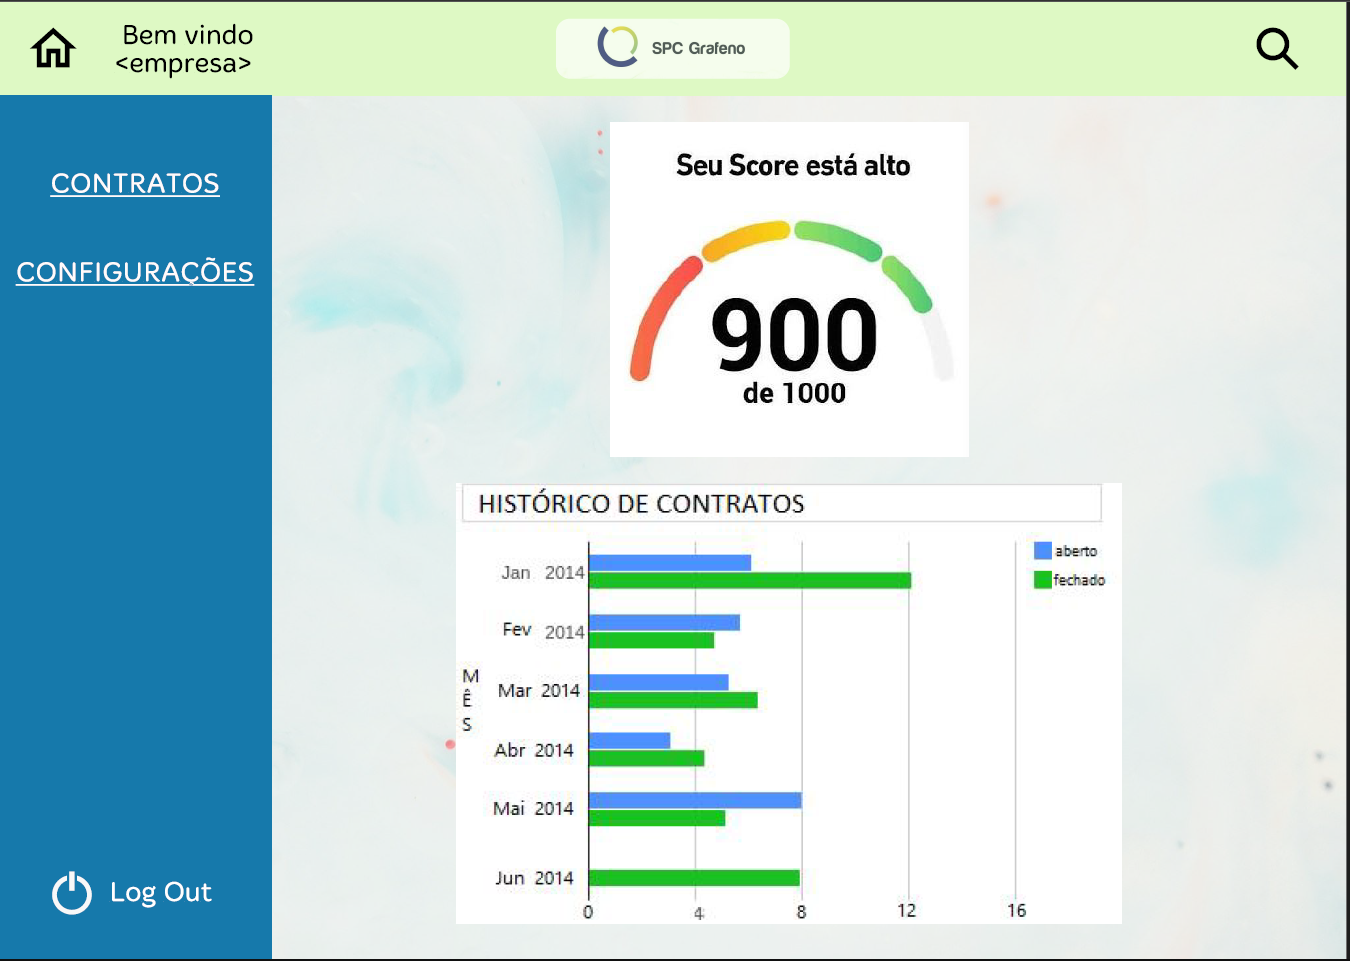 Bem vindo
<empresa>
SPC Grafeno
CONTRATOS
CONFIGURAÇÕES
Log Out
Seu Score está alto
900
de 1000
HISTÓRICO DE CONTRATOS
aberto
fechado
MÊS
Jan 2014
Fev 2014
Mar 2014
Abr 2014
Mai 2014
Jun 2014
0 4 8 12 16